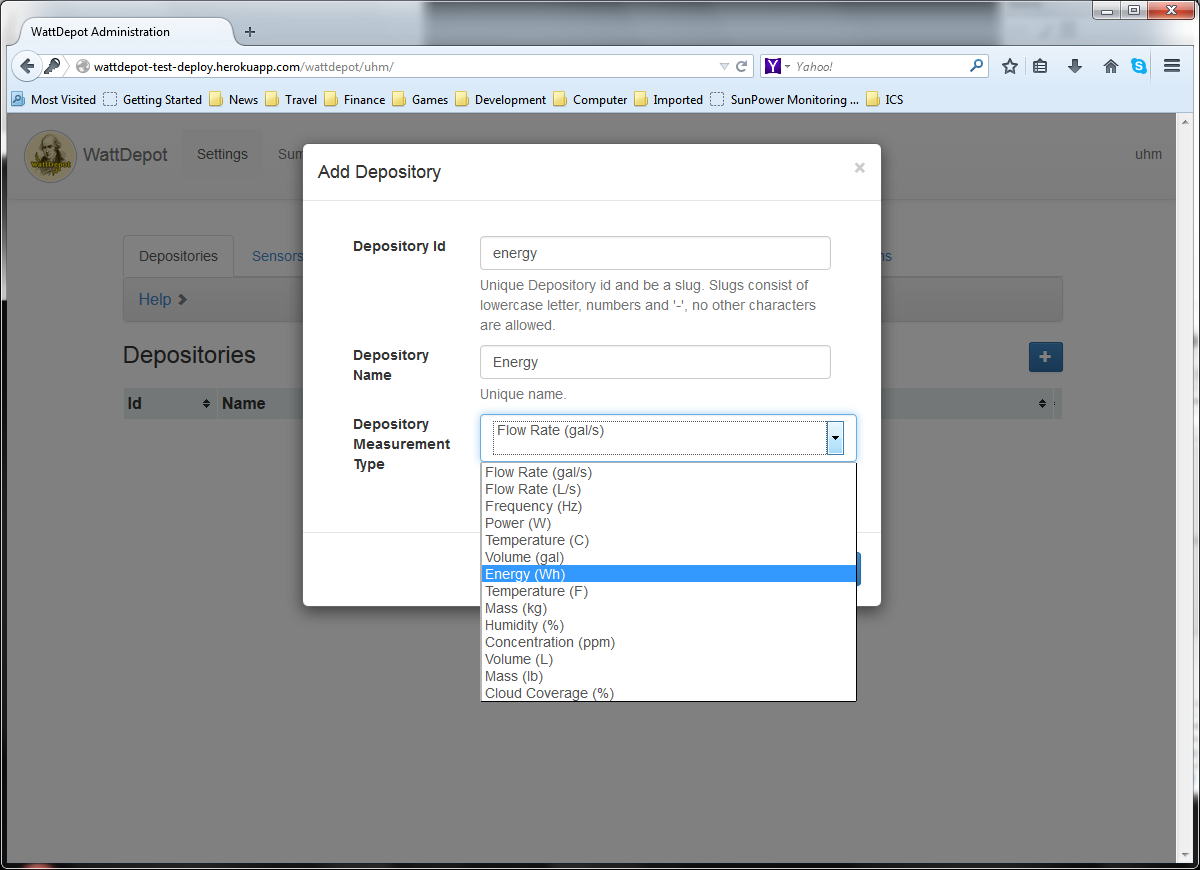 WattDepot Administration
wattdepot-test-deploy.herokuapp.com/wattdepot/uhm/
Yahoo!
Most Visited Getting Started News Travel Finance Games Development Computer Imported SunPower Monitoring ... ICS
WattDepot
WattDepot Settings Sum uhm
Add Depository ×
Depositories Sensors ns
Help
Depositories
Id Name
Depository Id
energy
Unique Depository id and be a slug. Slugs consist of
lowercase letter, numbers and '-', no other characters
are allowed.
Depository
Name
Energy
Unique name.
Depository
Measurement
Type
Flow Rate (gal/s)
Flow Rate (gal/s)
Flow Rate (L/s)
Frequency (Hz)
Power (W)
Temperature (C)
Volume (gal)
Energy (Wh)
Temperature (F)
Mass (kg)
Humidity (%)
Concentration (ppm)
Volume (L)
Mass (lb)
Cloud Coverage (%)